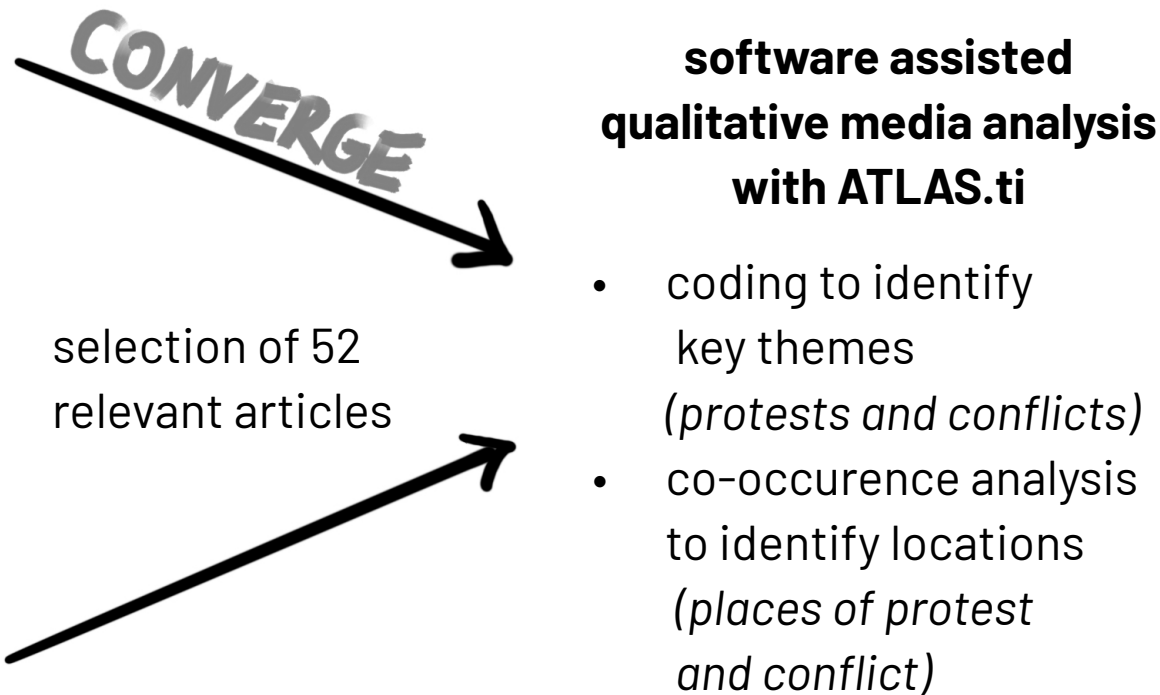 CONVERGE
selection of 52
relevant articles
software assisted
qualitative media analysis
with ATLAS.ti
• coding to identify
key themes
(protests and conflicts)
• co-occurence analysis
to identify locations
(places of protest
and conflict)